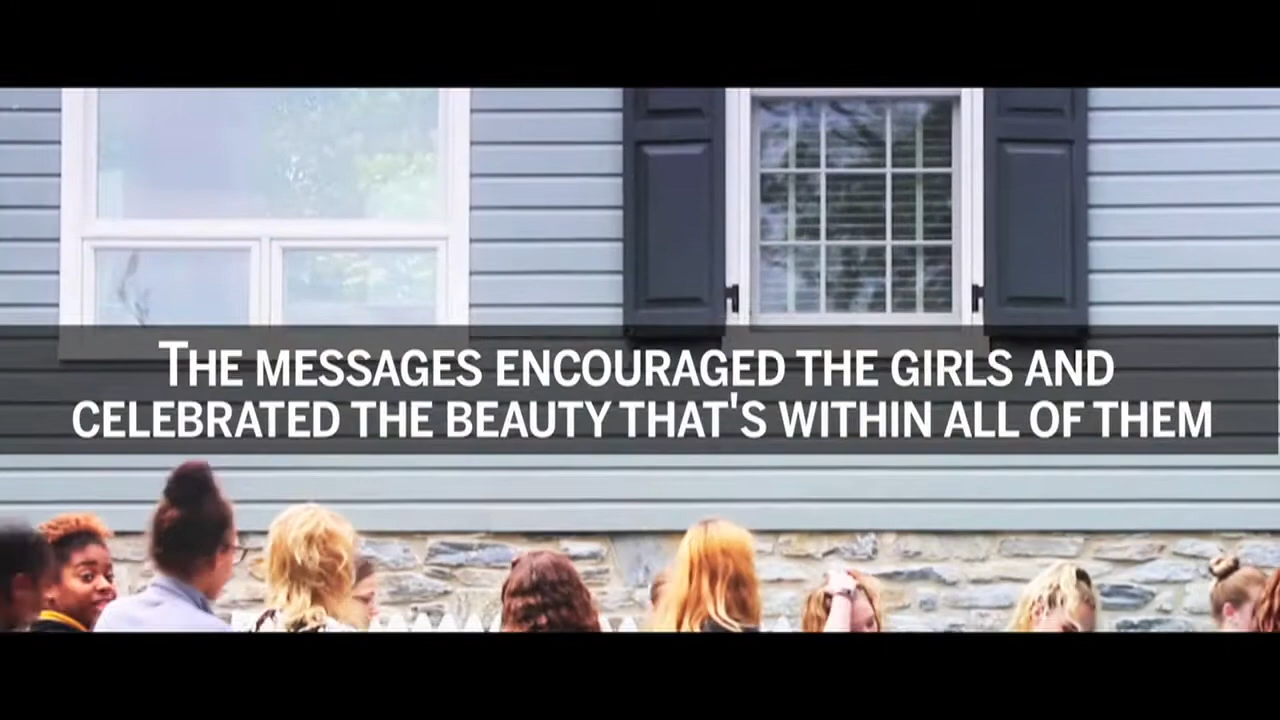 THE MESSAGES ENCOURAGED THE GIRLS AND
CELEBRATED THE BEAUTY THAT'S WITHIN ALL OF THEM